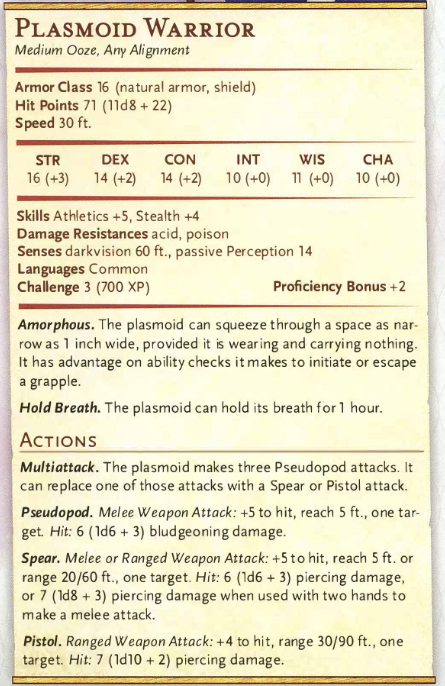 PLASMOID WARRIOR
Medium Ooze, Any Alignment
Armor Class 16 (natural armor, shield)
Hit Points 71 (11d8 + 22)
Speed 30 ft.
STR DEX CON INT WIS CHA
16 (+3) 14 (+2) 14 (+2) 10 (+0) 11 (+0) 10 (+0)
Skills Athletics +5, Stealth +4
Damage Resistances acid, poison
Senses darkvision 60 ft., passive Perception 14
Languages Common
Challenge 3 (700 XP) Proficiency Bonus +2
Amorphous. The plasmoid can squeeze through a space as nar-
row as 1 inch wide, provided it is wearing and carrying nothing.
It has advantage on ability checks it makes to initiate or escape
a grapple.
Hold Breath. The plasmoid can hold its breath for 1 hour.
ACTIONS
Multiattack. The plasmoid makes three Pseudopod attacks. It
can replace one of those attacks with a Spear or Pistol attack.
Pseudopod. Melee Weapon Attack: +5 to hit, reach 5 ft., one tar-
get. Hit: 6 (1d6 + 3) bludgeoning damage.
Spear. Melee or Ranged Weapon Attack: +5 to hit, reach 5 ft. or
range 20/60 ft., one target. Hit: 6 (1d6 + 3) piercing damage,
or 7 (1d8 + 3) piercing damage when used with two hands to
make a melee attack.
Pistol. Ranged Weapon Attack: +4 to hit, range 30/90 ft., one
target. Hit: 7 (1d10 + 2) piercing damage.